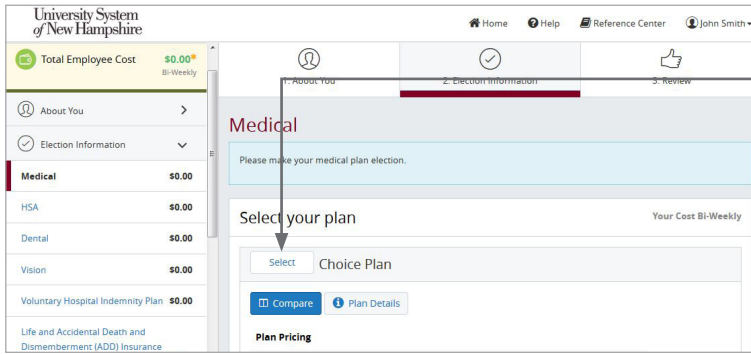 University System
of New Hampshire
Home Help Reference Center John Smith
Total Employee Cost $0.00*
Bi-Weekly
About You
Election Information
Medical $0.00
HSA $0.00
Dental $0.00
Vision $0.00
Voluntary Hospital Indemnity Plan $0.00
Life and Accidental Death and
Dismemberment (ADD) Insurance
1. About You 2. Election Information 3. Review
Medical
Please make your medical plan election.
Select your plan Your Cost Bi-Weekly
Select Choice Plan
Compare Plan Details
Plan Pricing